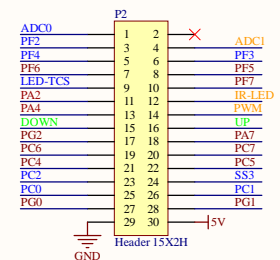 P2
ADC0 1 2
PF2 3 4 ADC1
PF4 5 6 PF3
PF6 7 8 PF5
LED-TCS 9 10 PF7
PA2 11 12 IR-LED
PA4 13 14 PWM
DOWN 15 16 UP
PG2 17 18 PA7
PC6 19 20 PC7
PC4 21 22 PC5
PC2 23 24 SS3
PC0 25 26 PC1
PG0 27 28 PG1
29 30 5V
Header 15X2H
GND